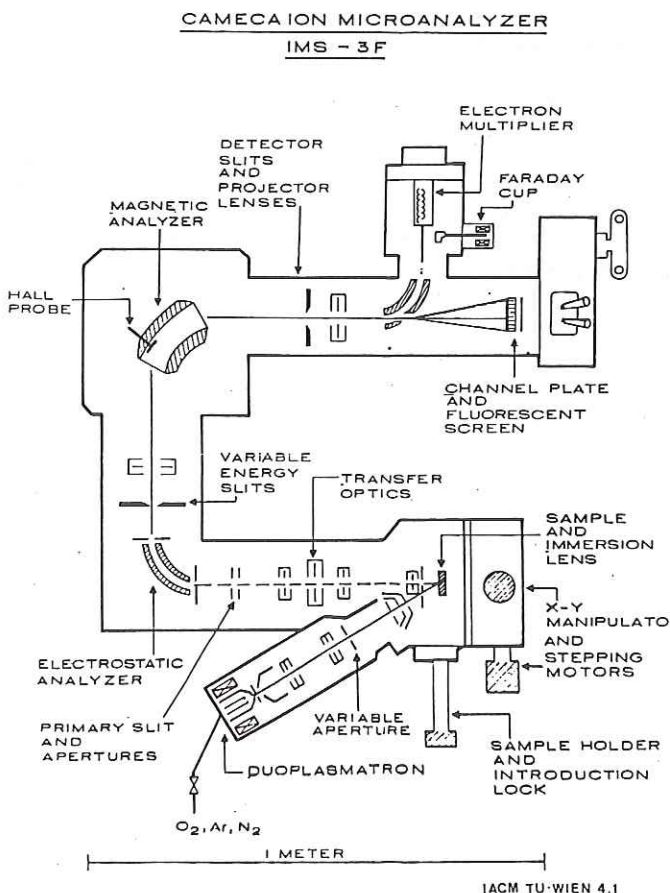 CAMECA ION MICROANALYZER
IMS - 3F
ELECTRON
MULTIPLIER
DETECTOR
SLITS
AND
PROJECTOR
LENSES
FARADAY
CUP
MAGNETIC
ANALYZER
HALL
PROBE
CHANNEL PLATE
AND
FLUORESCENT
SCREEN
VARIABLE
ENERGY
SLITS
TRANSFER
OPTICS
SAMPLE
AND
IMMERSION
LENS
X-Y
MANIPULATO
AND
STEPPING
MOTORS
ELECTROSTATIC
ANALYZER
PRIMARY SLIT
AND
APERTURES
VARIABLE
APERTURE
DUOPLASMATRON
SAMPLE HOLDER
AND
INTRODUCTION
LOCK
O₂, Ar, N₂
1 METER
IACM TU-WIEN 4.1